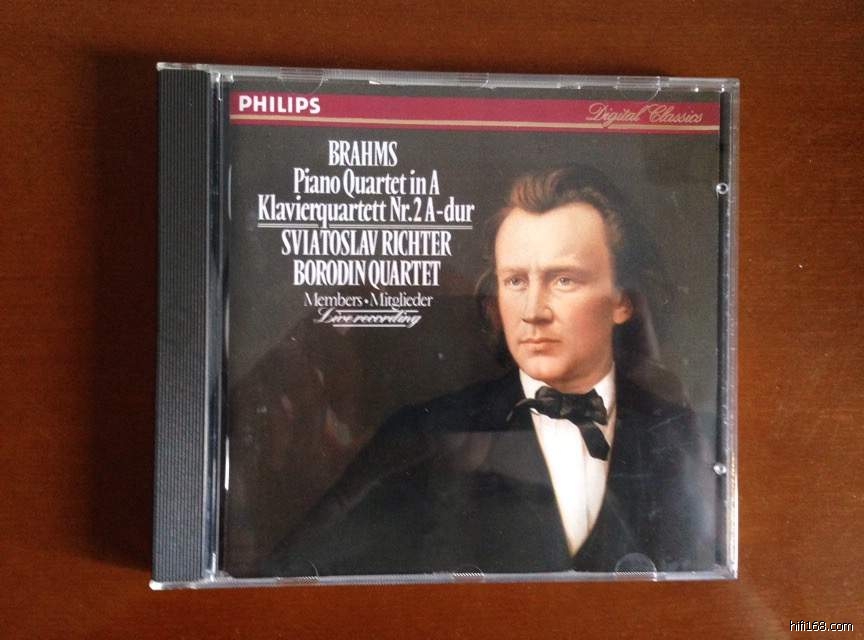 PHILIPS
Digital Classics
BRAHMS
Piano Quartet in A
Klavierquartett Nr. 2 A-dur
SVIATOSLAV RICHTER
BORODIN QUARTET
Members • Mitglieder
Live recording
hifi168.com